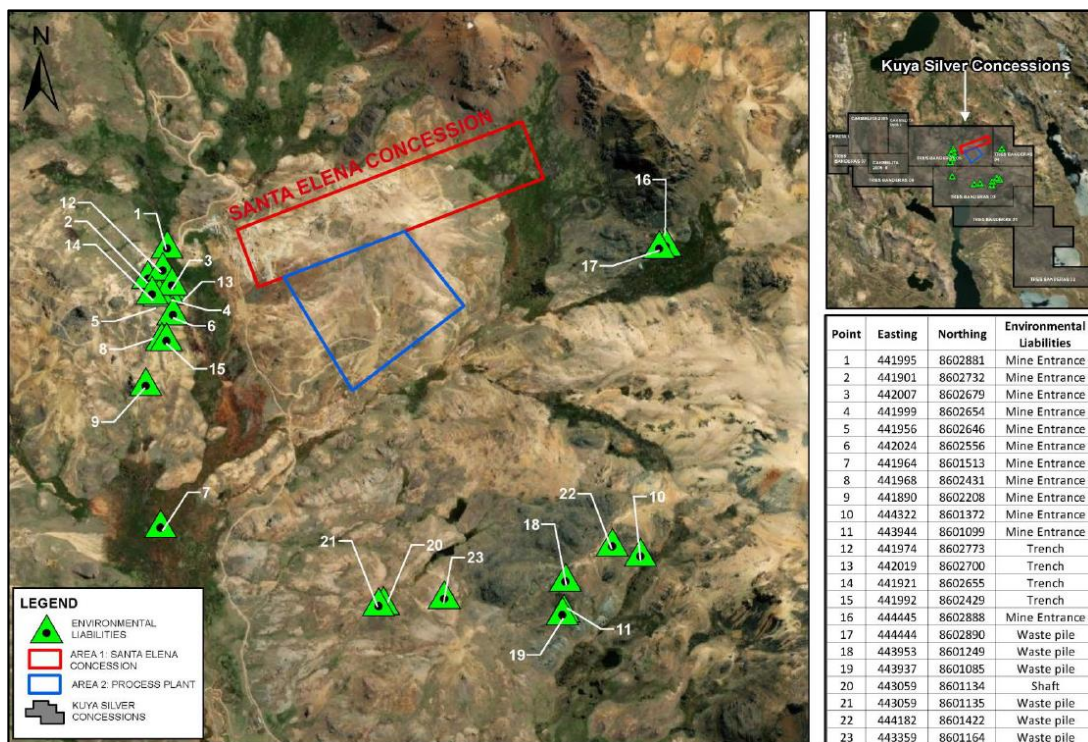 N
SANTA ELENA CONCESSION
12
1
2
14
3
13
4
5
6
8
15
9
7
16
17
22
10
18
21
20
23
11
19
LEGEND
ENVIRONMENTAL
LIABILITIES
AREA 1: SANTA ELENA
CONCESSION
AREA 2: PROCESS PLANT
KUYA SILVER
CONCESSIONS
Kuya Silver Concessions
Point Easting Northing Environmental Liabilities
1 441995 8602881 Mine Entrance
2 441901 8602732 Mine Entrance
3 442007 8602679 Mine Entrance
4 441999 8602654 Mine Entrance
5 441956 8602646 Mine Entrance
6 442024 8602556 Mine Entrance
7 441964 8601513 Mine Entrance
8 441968 8602431 Mine Entrance
9 441890 8602208 Mine Entrance
10 444322 8601372 Mine Entrance
11 443944 8601099 Mine Entrance
12 441974 8602773 Trench
13 442019 8602700 Trench
14 441921 8602655 Trench
15 441992 8602429 Trench
16 444445 8602888 Mine Entrance
17 444444 8602890 Waste pile
18 443953 8601249 Waste pile
19 443937 8601085 Waste pile
20 443059 8601134 Shaft
21 443059 8601135 Waste pile
22 444182 8601422 Waste pile
23 443359 8601164 Waste pile